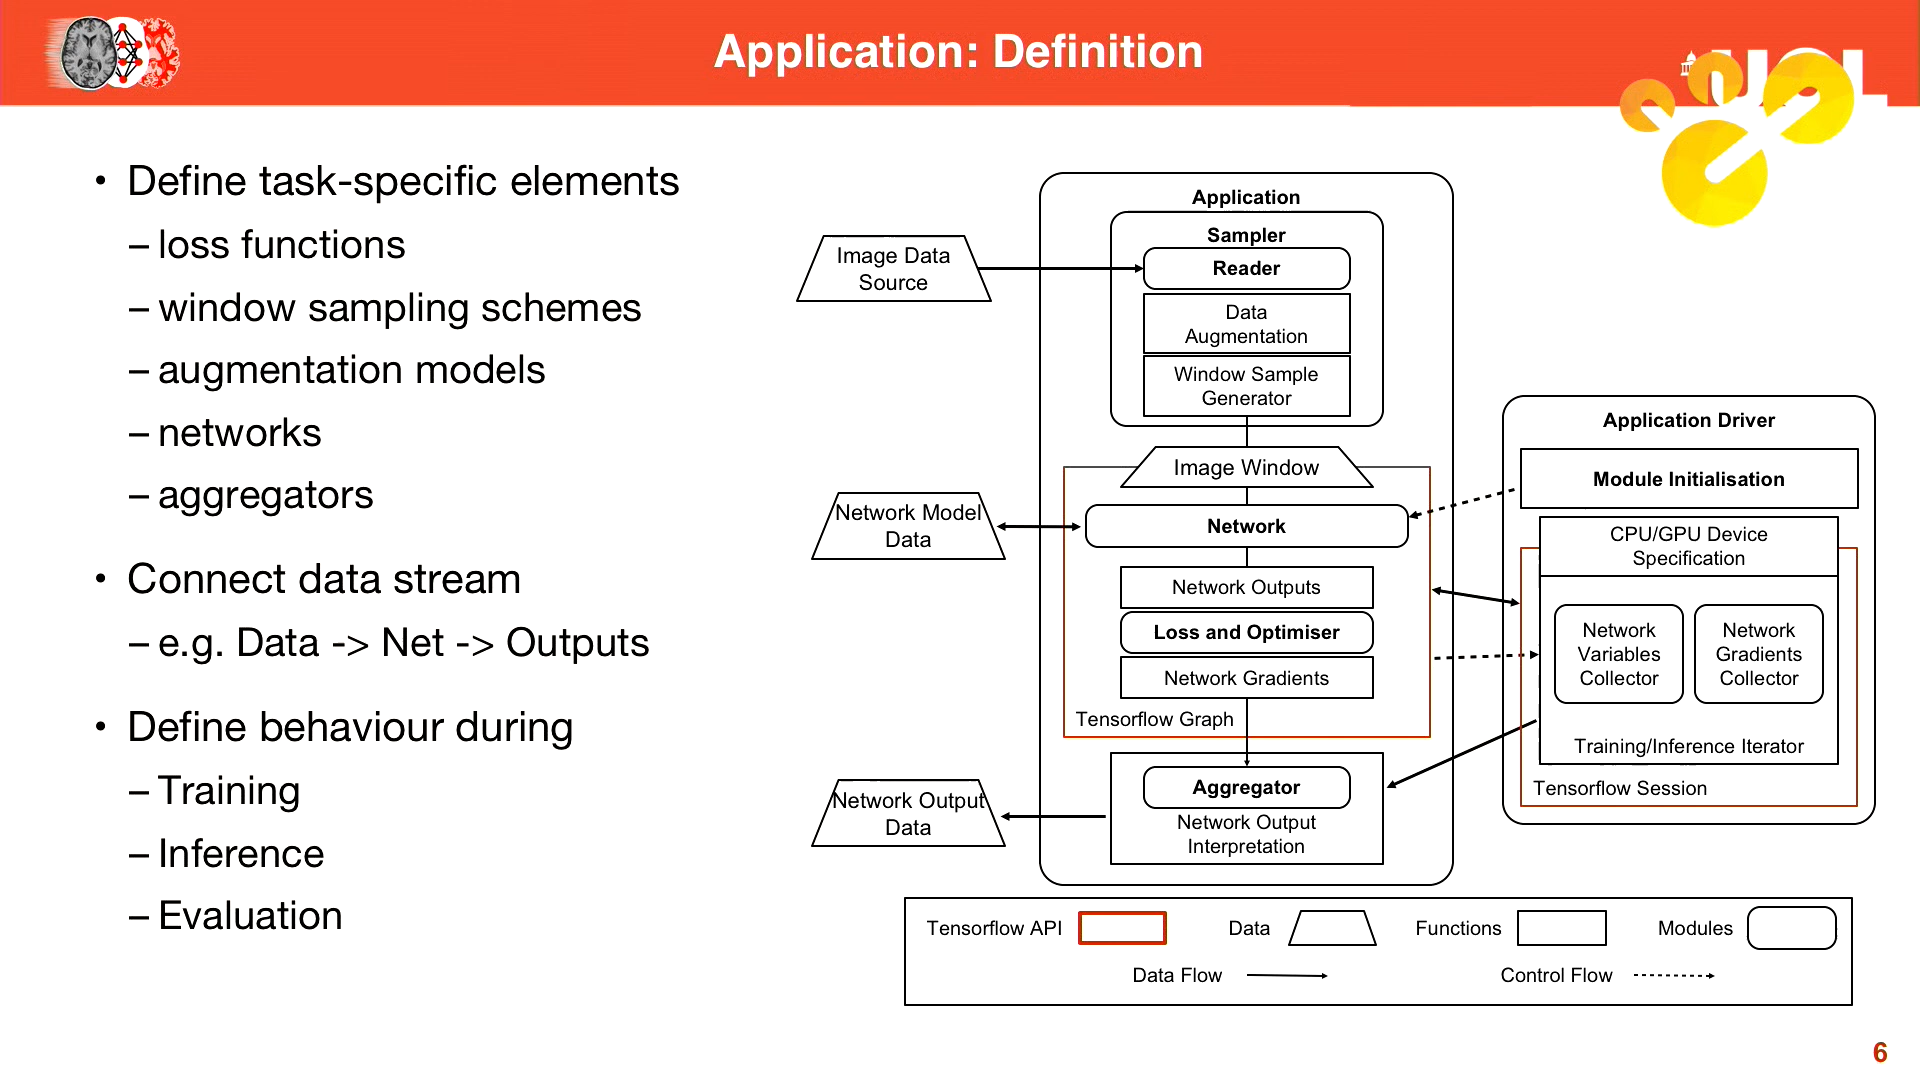 Application: Definition
• Define task-specific elements
– loss functions
– window sampling schemes
– augmentation models
– networks
– aggregators
• Connect data stream
– e.g. Data -> Net -> Outputs
• Define behaviour during
– Training
– Inference
– Evaluation
Application
Sampler
Reader
Data
Augmentation
Window Sample
Generator
Image Data
Source
Image Window
Network
Network Model
Data
Network Outputs
Loss and Optimiser
Network Gradients
Tensorflow Graph
Aggregator
Network Output
Interpretation
Network Output
Data
Application Driver
Module Initialisation
CPU/GPU Device
Specification
Network
Variables
Collector
Network
Gradients
Collector
Training/Inference Iterator
Tensorflow Session
Tensorflow API
Data
Functions
Modules
Data Flow
Control Flow
6